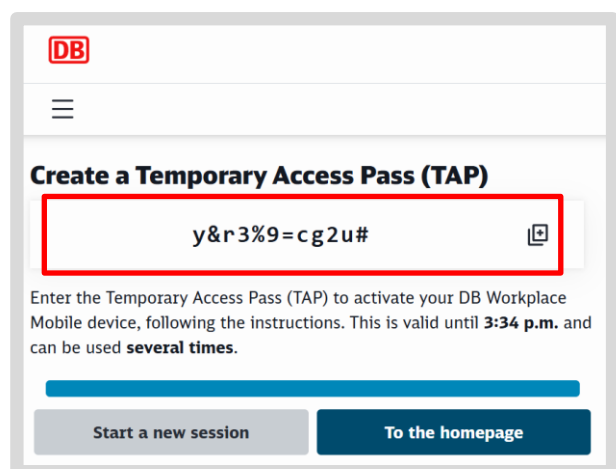 DB
Create a Temporary Access Pass (TAP)
y&r3%9=cg2u#
Enter the Temporary Access Pass (TAP) to activate your DB Workplace
Mobile device, following the instructions. This is valid until 3:34 p.m. and
can be used several times.
Start a new session
To the homepage